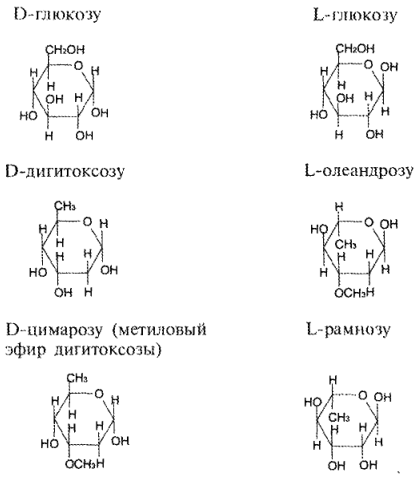 D-глюкозу
L-глюкозу
CH₂OH
H O H
H
OH H
HO OH
H OH
CH₂OH
H O OH
H
OH H
HO H
H OH
D-дигитоксозу
L-олеандрозу
CH₃
H O H
H
H H
HO OH
OH H
H
HO O OH
H
CH₃
H H H
OCH₃ H
D-цимарозу (метиловый
эфир дигитоксозы)
L-рамнозу
CH₃
H O H
H
H H
HO OH
OCH₃ H
H
HO O OH
H
CH₃
H H H
OH OH